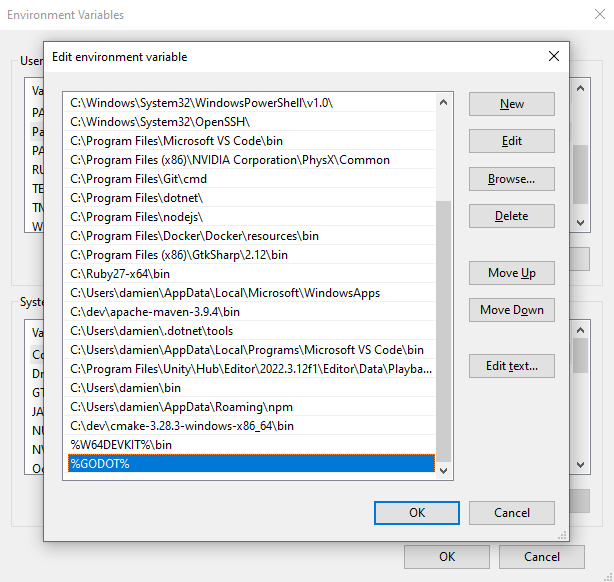 Environment Variables
User
Edit environment variable
Va
PA
Pa
PA
RU
TE
TM
W
C:\Windows\System32\WindowsPowerShell\v1.0\
C:\Windows\System32\OpenSSH\
C:\Program Files\Microsoft VS Code\bin
C:\Program Files (x86)\NVIDIA Corporation\PhysX\Common
C:\Program Files\Git\cmd
C:\Program Files\dotnet\
C:\Program Files\nodejs\
C:\Program Files\Docker\Docker\resources\bin
C:\Program Files (x86)\GtkSharp\2.12\bin
C:\Ruby27-x64\bin
C:\Users\damien\AppData\Local\Microsoft\WindowsApps
C:\dev\apache-maven-3.9.4\bin
C:\Users\damien\.dotnet\tools
C:\Users\damien\AppData\Local\Programs\Microsoft VS Code\bin
C:\Program Files\Unity\Hub\Editor\2022.3.12f1\Editor\Data\Playba...
C:\Users\damien\bin
C:\Users\damien\AppData\Roaming\npm
C:\dev\cmake-3.28.3-windows-x86_64\bin
%W64DEVKIT%\bin
%GODOT%
New
Edit
Browse...
Delete
Move Up
Move Down
Edit text...
Syste
Va
Co
Dr
GT
JA
NU
NV
OK
Cancel
OK
Cancel